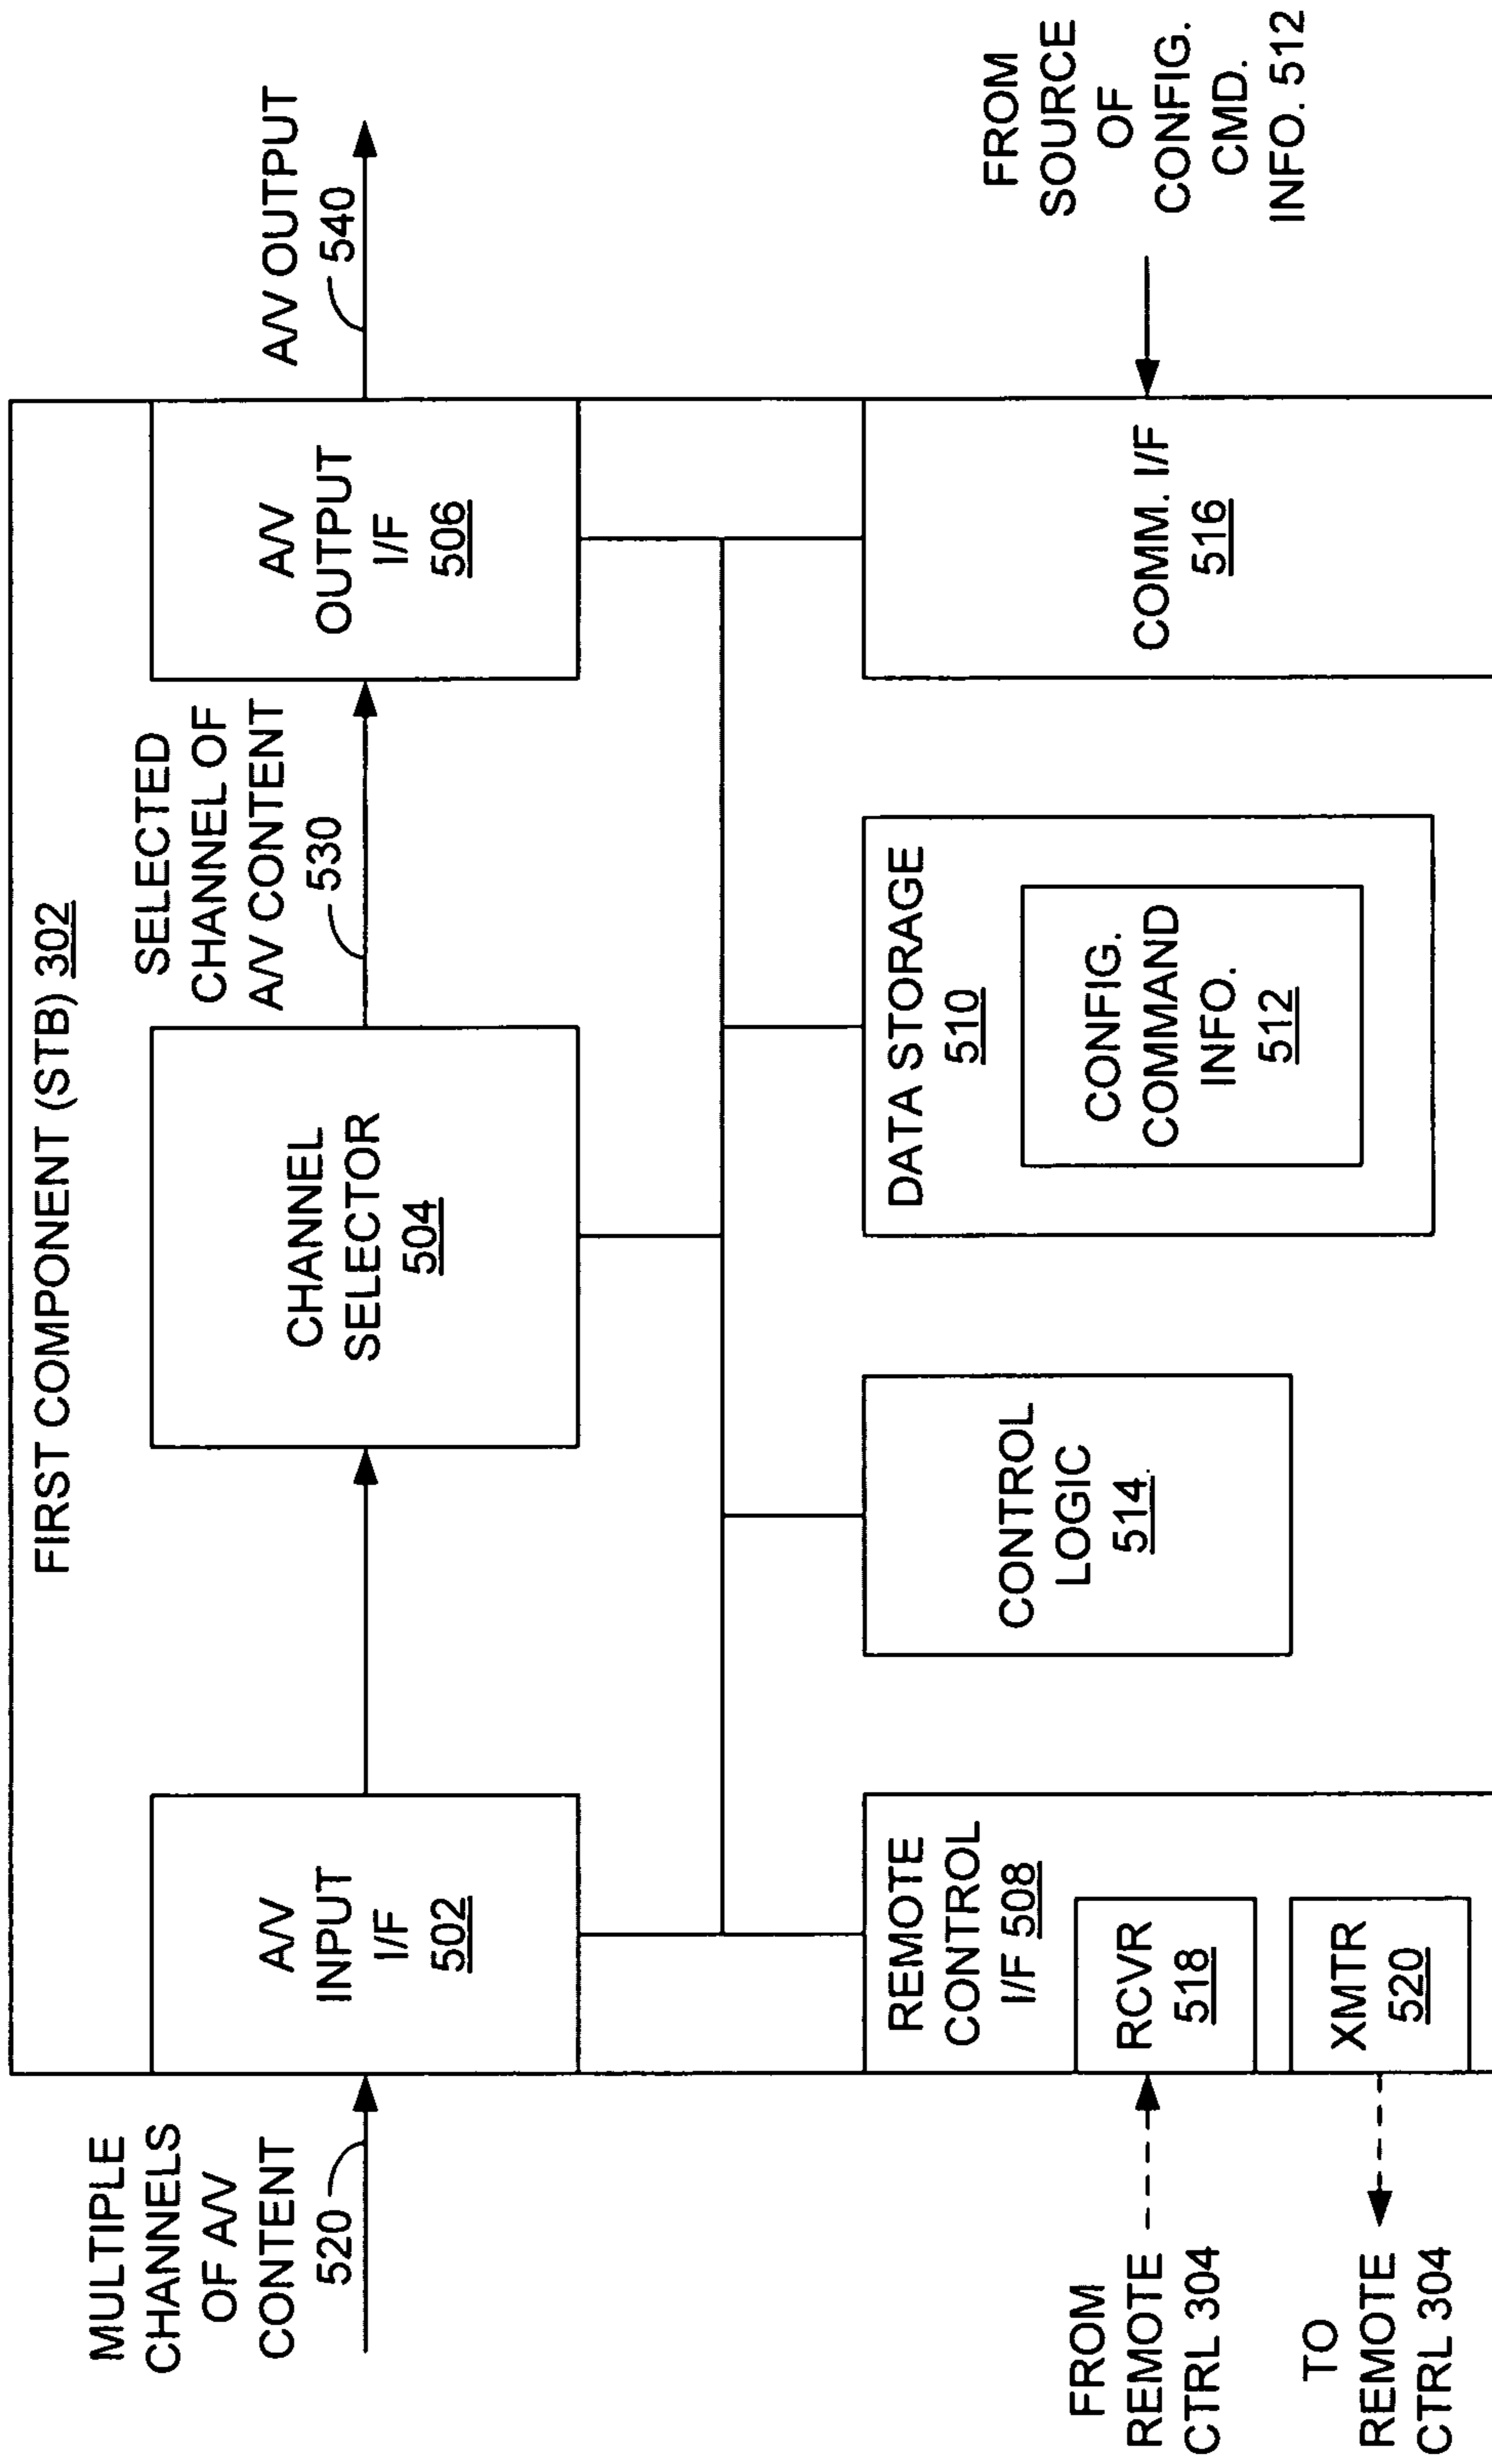 FIRST COMPONENT (STB) 302
MULTIPLE
CHANNELS
OF A/V
CONTENT
520
A/V
INPUT
I/F
502
CHANNEL
SELECTOR
504
SELECTED
CHANNEL OF
A/V CONTENT
530
A/V
OUTPUT
I/F
506
A/V OUTPUT
540
FROM
REMOTE
CTRL 304
TO
REMOTE
CTRL 304
REMOTE
CONTROL
I/F 508
RCVR
518
XMTR
520
CONTROL
LOGIC
514
DATA STORAGE
510
CONFIG.
COMMAND
INFO.
512
COMM. I/F
516
FROM
SOURCE
OF
CONFIG.
CMD.
INFO. 512